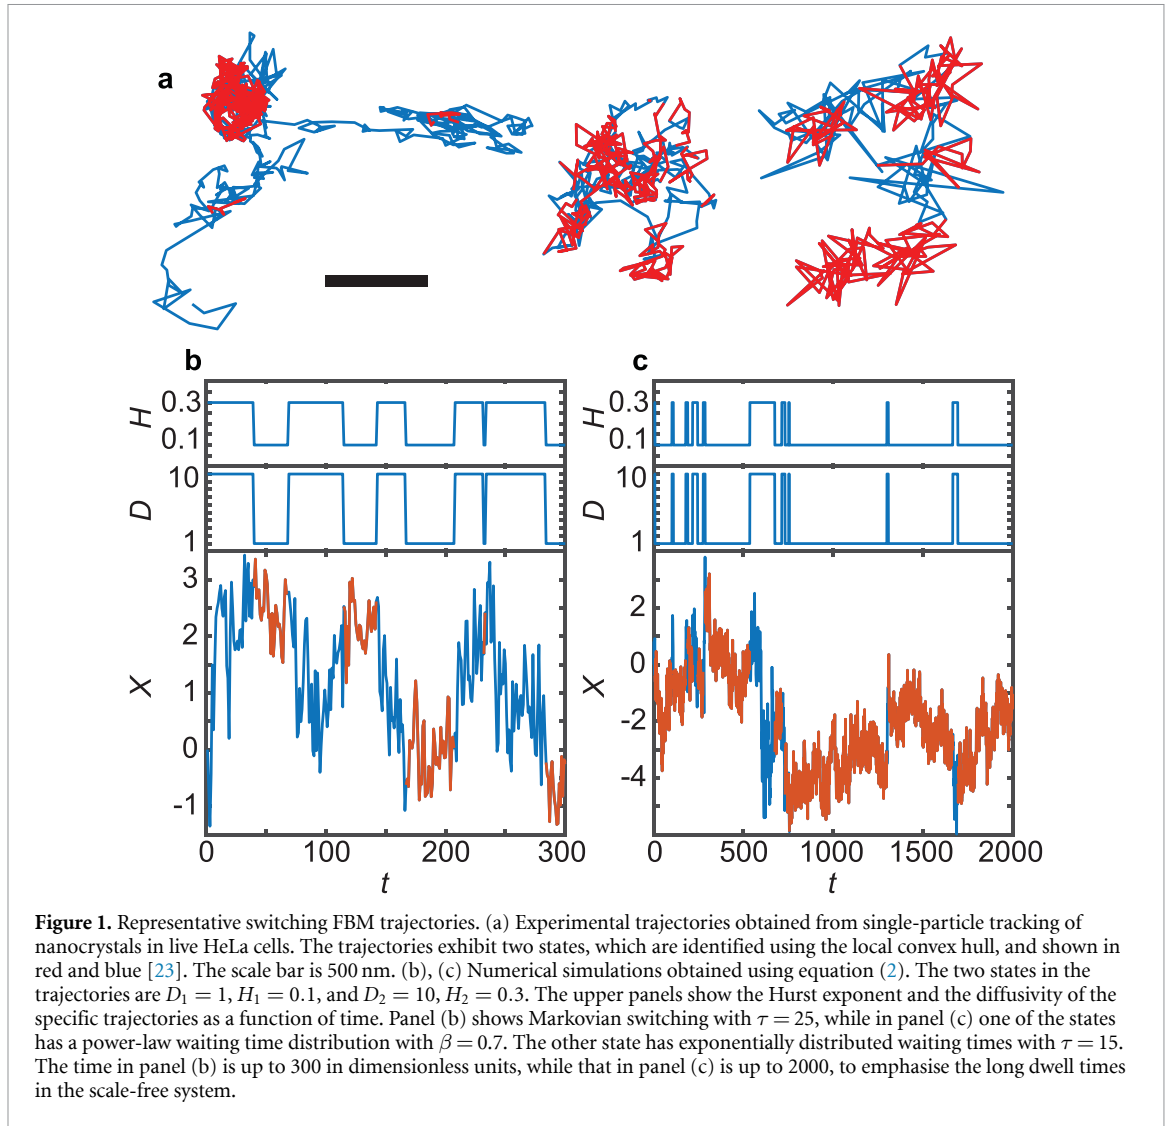 a
b
c
H
0.3
0.1
H
0.3
0.1
D
10
1
D
10
1
X
3
2
1
0
-1
X
2
0
-2
-4
0 100 200 300
0 500 1000 1500 2000
t
t
Figure 1. Representative switching FBM trajectories. (a) Experimental trajectories obtained from single-particle tracking of
nanocrystals in live HeLa cells. The trajectories exhibit two states, which are identified using the local convex hull, and shown in
red and blue [23]. The scale bar is 500 nm. (b), (c) Numerical simulations obtained using equation (2). The two states in the
trajectories are D₁ = 1, H₁ = 0.1, and D₂ = 10, H₂ = 0.3. The upper panels show the Hurst exponent and the diffusivity of the
specific trajectories as a function of time. Panel (b) shows Markovian switching with τ = 25, while in panel (c) one of the states
has a power-law waiting time distribution with β = 0.7. The other state has exponentially distributed waiting times with τ = 15.
The time in panel (b) is up to 300 in dimensionless units, while that in panel (c) is up to 2000, to emphasise the long dwell times
in the scale-free system.